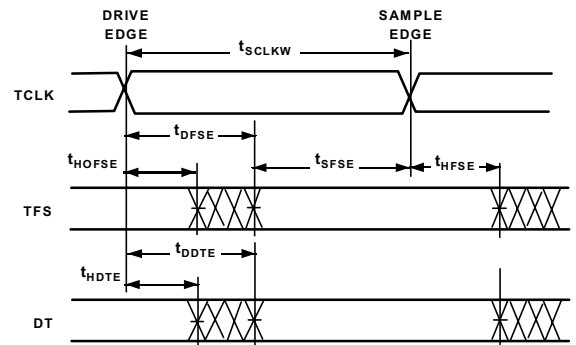 DRIVE EDGE
SAMPLE EDGE
tSCLKW
TCLK
tDFSE
tHOFSE
tSFSE
tHFSE
TFS
tDDTE
tHDTE
DT